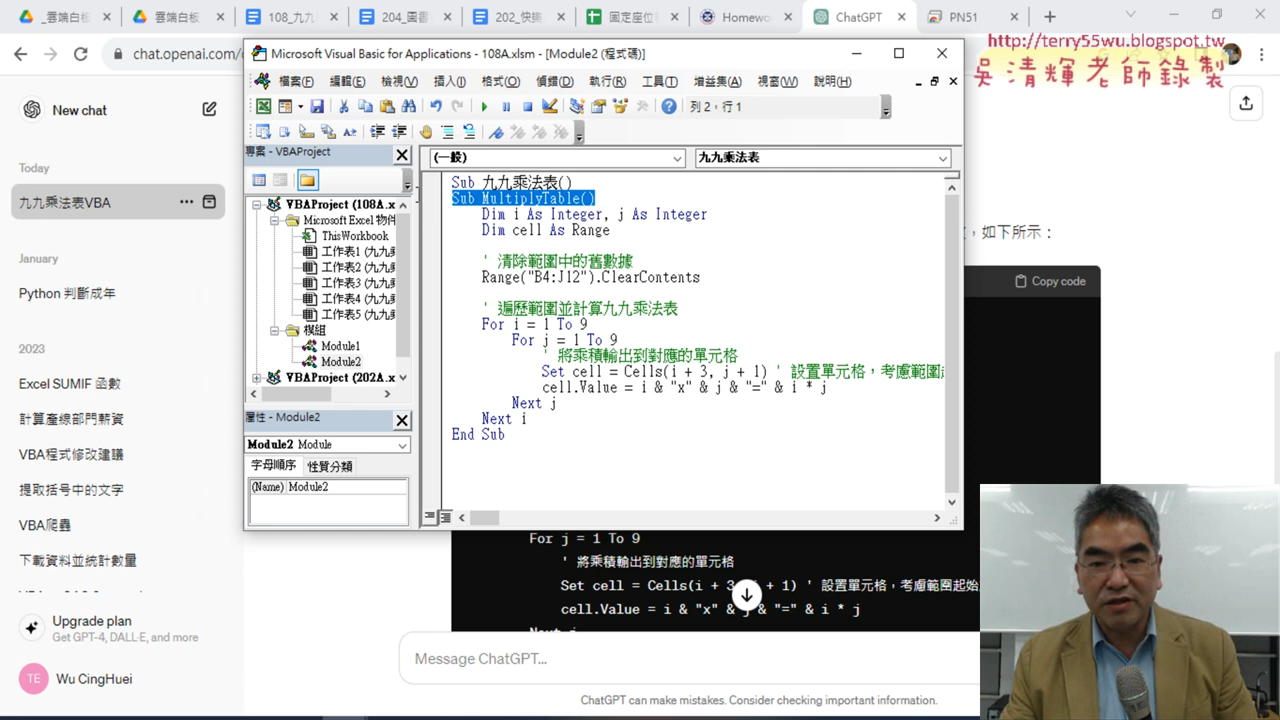 _雲端白板
雲端白板
108_九九
204_圖書
202_快樂
固定座位
Homew
ChatGPT
PN51
chat.openai.com/
http://terry55wu.blogspot.tw
吳清輝老師錄製
New chat
Today
九九乘法表VBA
January
Python 判斷成年
2023
Excel SUMIF 函數
計算產線部門薪資
VBA程式修改建議
提取括号中的文字
VBA爬蟲
下載資料並統計數量
Upgrade plan
Get GPT-4, DALL·E, and more
TE
Wu CingHuei
Microsoft Visual Basic for Applications - 108A.xlsm - [Module2 (程式碼)]
檔案(F) 編輯(E) 檢視(V) 插入(I) 格式(O) 偵錯(D) 執行(R) 工具(T) 增益集(A) 視窗(W) 說明(H)
列 2，行 1
專案 - VBAProject
VBAProject (108A.x
Microsoft Excel 物件
ThisWorkbook
工作表1 (九九
工作表2 (九九
工作表3 (九九
工作表4 (九九
工作表5 (九九
模組
Module1
Module2
VBAProject (202A.x
屬性 - Module2
Module2 Module
字母順序 性質分類
(Name) Module2
(一般)
九九乘法表
Sub 九九乘法表()
Sub MultiplyTable()
Dim i As Integer, j As Integer
Dim cell As Range
' 清除範圍中的舊數據
Range("B4:J12").ClearContents
' 遍歷範圍並計算九九乘法表
For i = 1 To 9
For j = 1 To 9
' 將乘積輸出到對應的單元格
Set cell = Cells(i + 3, j + 1) ' 設置單元格，考慮範圍
cell.Value = i & "x" & j & "=" & i * j
Next j
Next i
End Sub
，如下所示：
Copy code
For j = 1 To 9
' 將乘積輸出到對應的單元格
Set cell = Cells(i + 3, j + 1) ' 設置單元格，考慮範圍起始
cell.Value = i & "x" & j & "=" & i * j
Next j
Message ChatGPT...
ChatGPT can make mistakes. Consider checking important information.